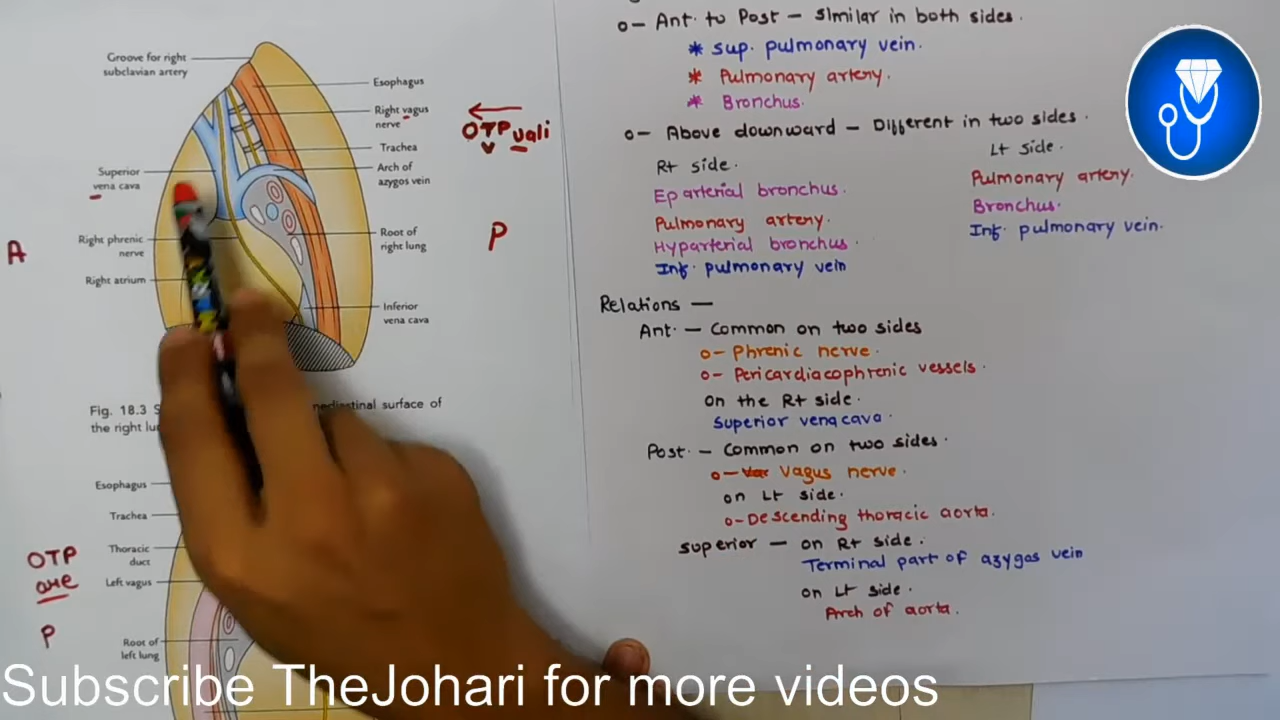 Groove for right
subclavian artery
Esophagus
Right vagus
nerve
Trachea
Arch of
azygos vein
Superior
vena cava
Right phrenic
nerve
Root of
right lung
Right atrium
Inferior
vena cava
A
P
OTP vali
V
Fig. 18.3
mediastinal surface of
the right
Esophagus
Trachea
Thoracic
duct
Left vagus
Root of
left lung
OTP
are
P
o- Ant. to Post - Similar in both sides.
* Sup. pulmonary vein.
* Pulmonary artery.
* Bronchus.
o- Above downward - Different in two sides.
Rt side.
Eparterial bronchus.
Pulmonary artery.
Hyparterial bronchus.
Inf. pulmonary vein
Lt side.
Pulmonary artery.
Bronchus.
Inf. pulmonary vein.
Relations —
Ant. - Common on two sides
o- Phrenic nerve.
o- Pericardiacophrenic vessels.
on the Rt side.
Superior venacava.
Post. - Common on two sides.
o- Vagus nerve.
on Lt side.
o- Descending thoracic aorta.
Superior - on Rt side.
Terminal part of azygas vein
on Lt side.
Arch of aorta.
Subscribe TheJohari for more videos